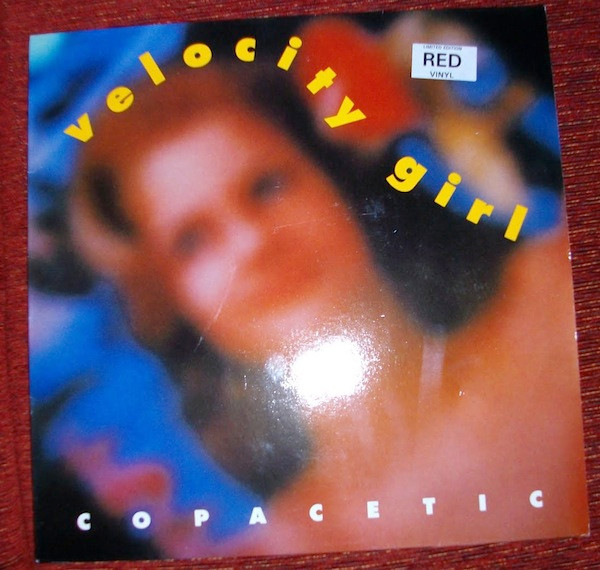 velocity girl
LIMITED EDITION
RED
VINYL
COPACETIC